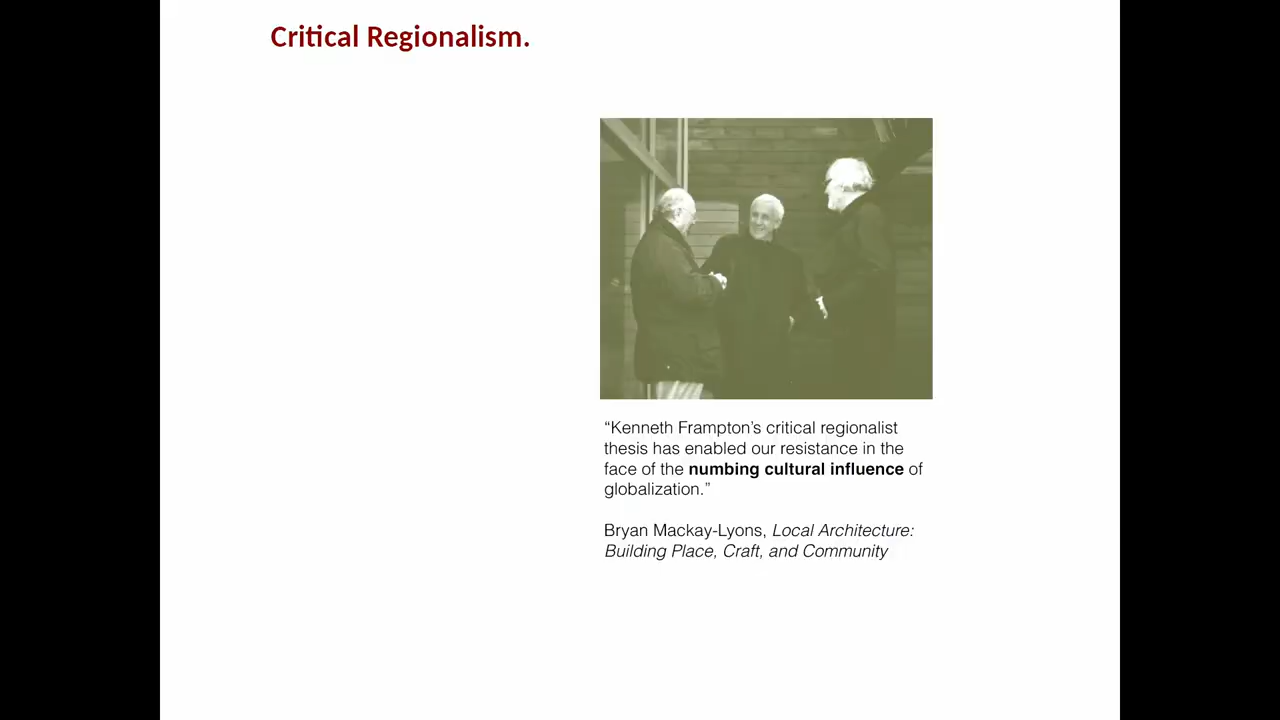 Critical Regionalism.
“Kenneth Frampton’s critical regionalist
thesis has enabled our resistance in the
face of the numbing cultural influence of
globalization.”
Bryan Mackay-Lyons, Local Architecture:
Building Place, Craft, and Community